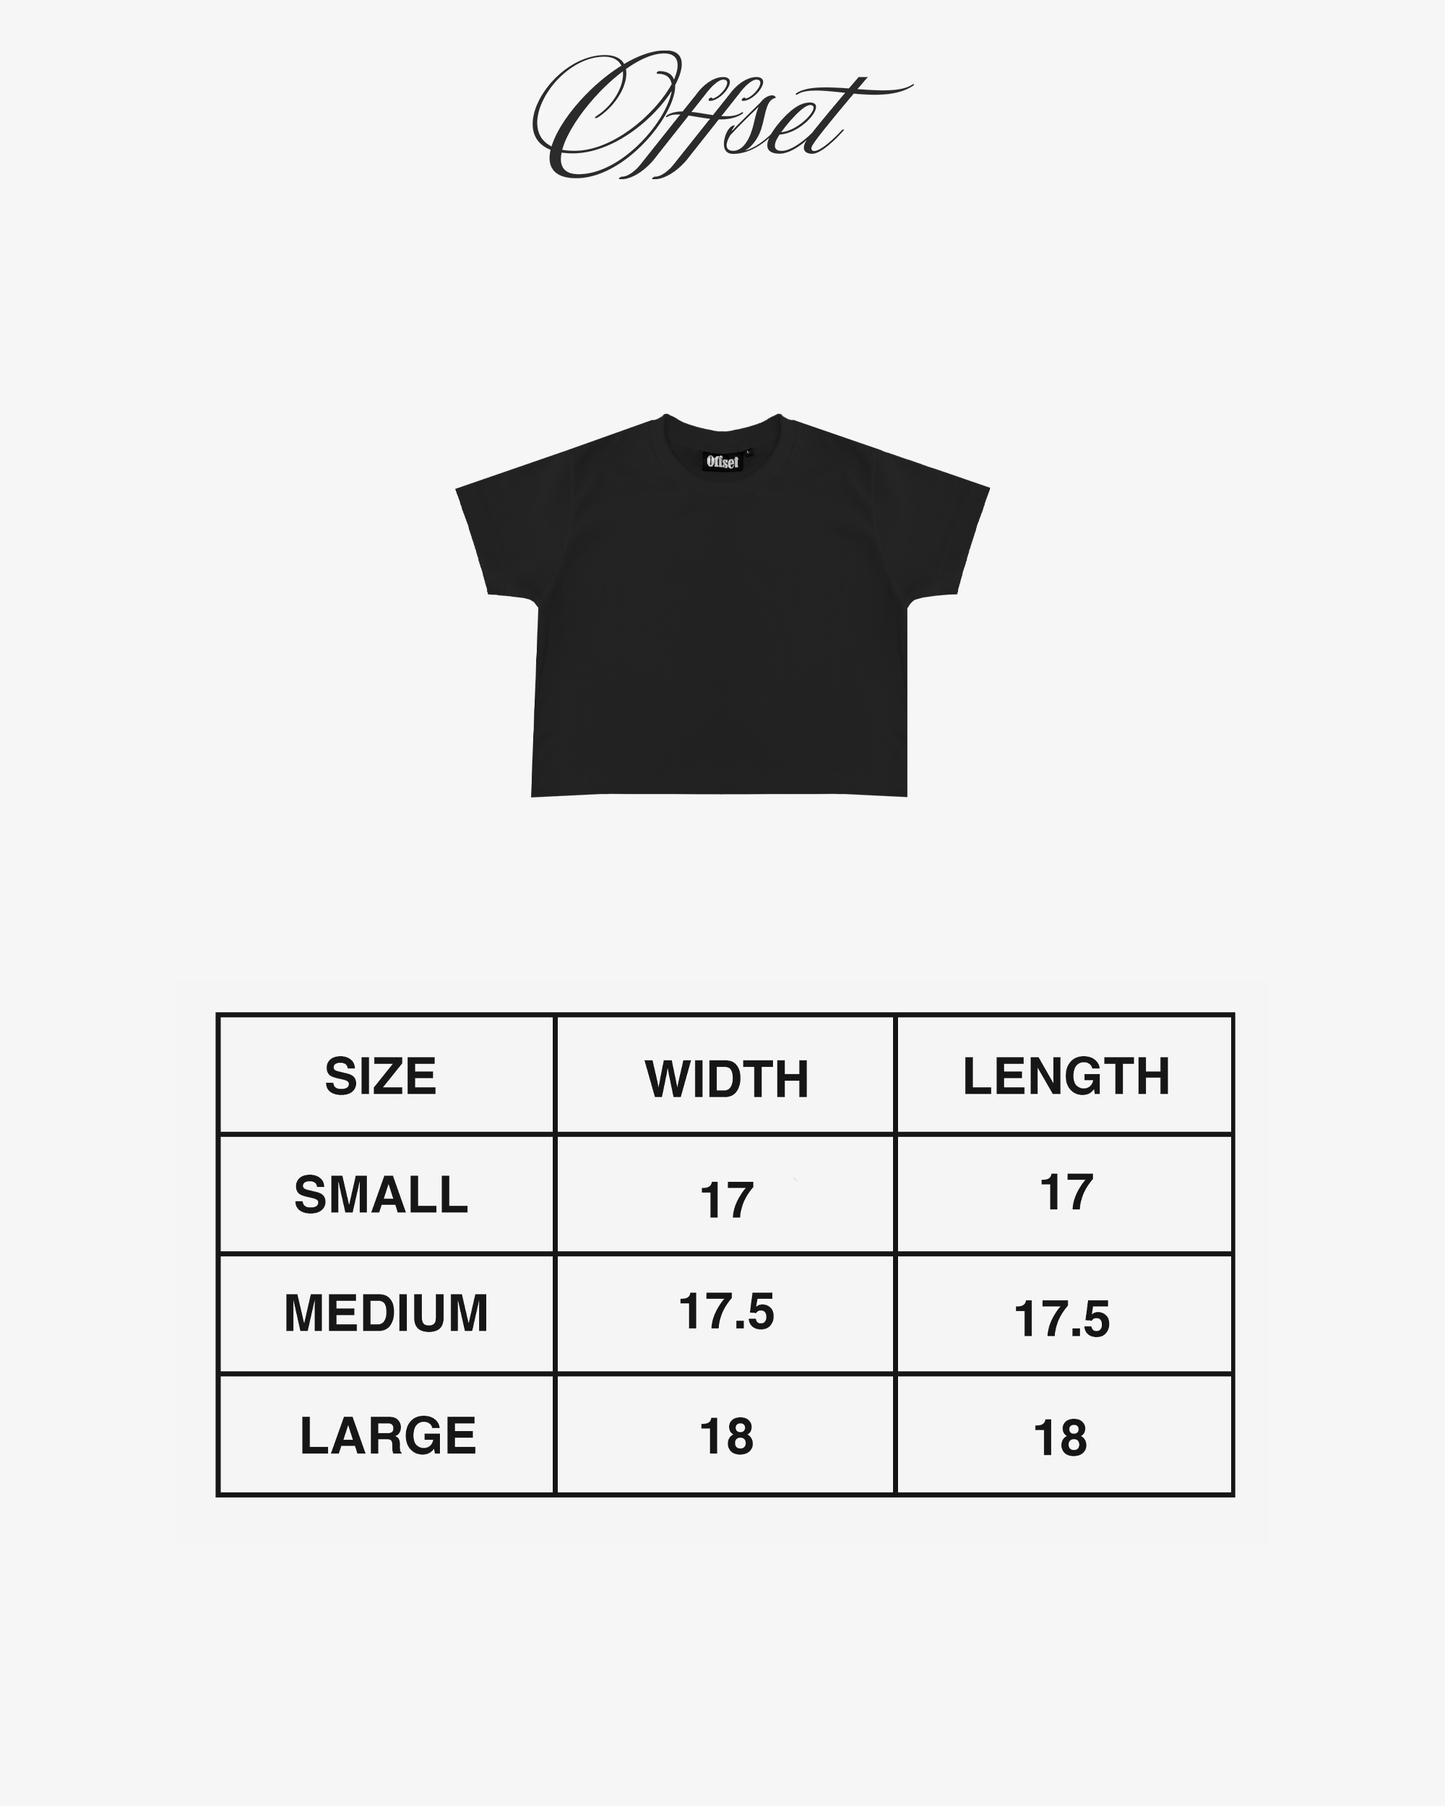 Offset
Offset
SIZE WIDTH LENGTH
SMALL 17 17
MEDIUM 17.5 17.5
LARGE 18 18